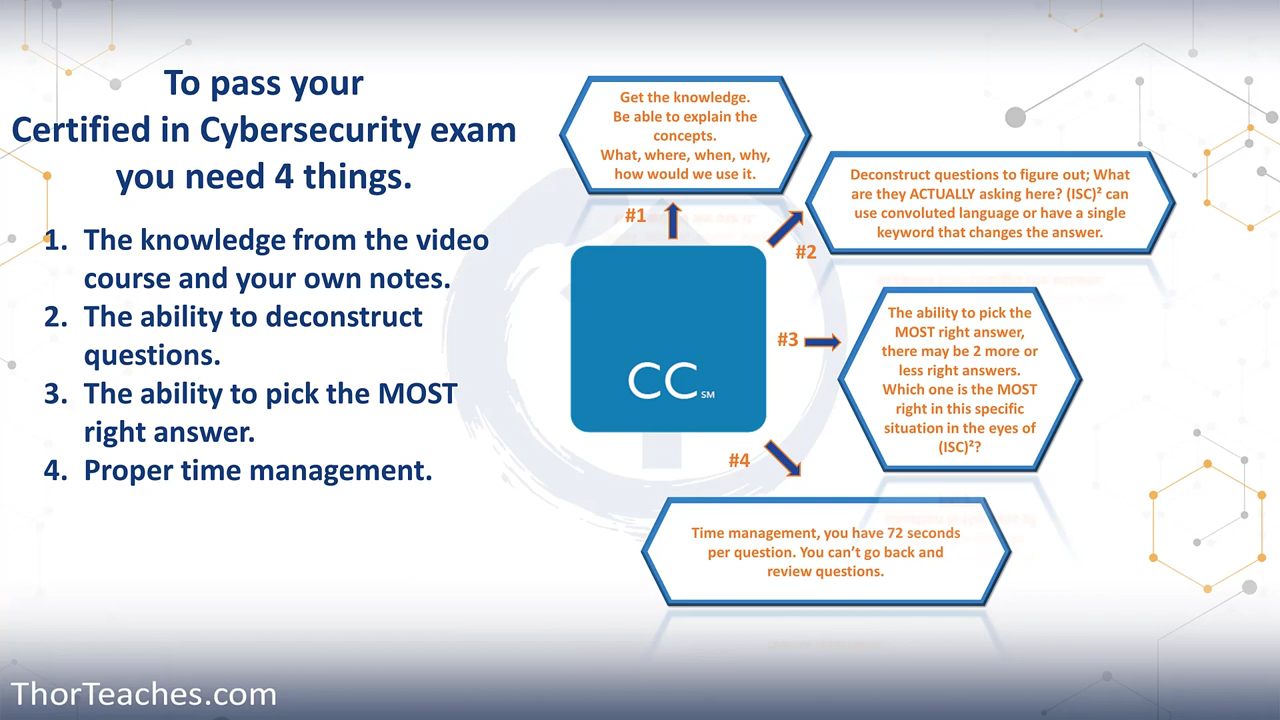 To pass your
Certified in Cybersecurity exam
you need 4 things.
1. The knowledge from the video
course and your own notes.
2. The ability to deconstruct
questions.
3. The ability to pick the MOST
right answer.
4. Proper time management.
Get the knowledge.
Be able to explain the
concepts.
What, where, when, why,
how would we use it.
#1
Deconstruct questions to figure out; What
are they ACTUALLY asking here? (ISC)² can
use convoluted language or have a single
keyword that changes the answer.
#2
The ability to pick the
MOST right answer,
there may be 2 more or
less right answers.
Which one is the MOST
right in this specific
situation in the eyes of
(ISC)²?
#3
CC SM
#4
Time management, you have 72 seconds
per question. You can't go back and
review questions.
ThorTeaches.com